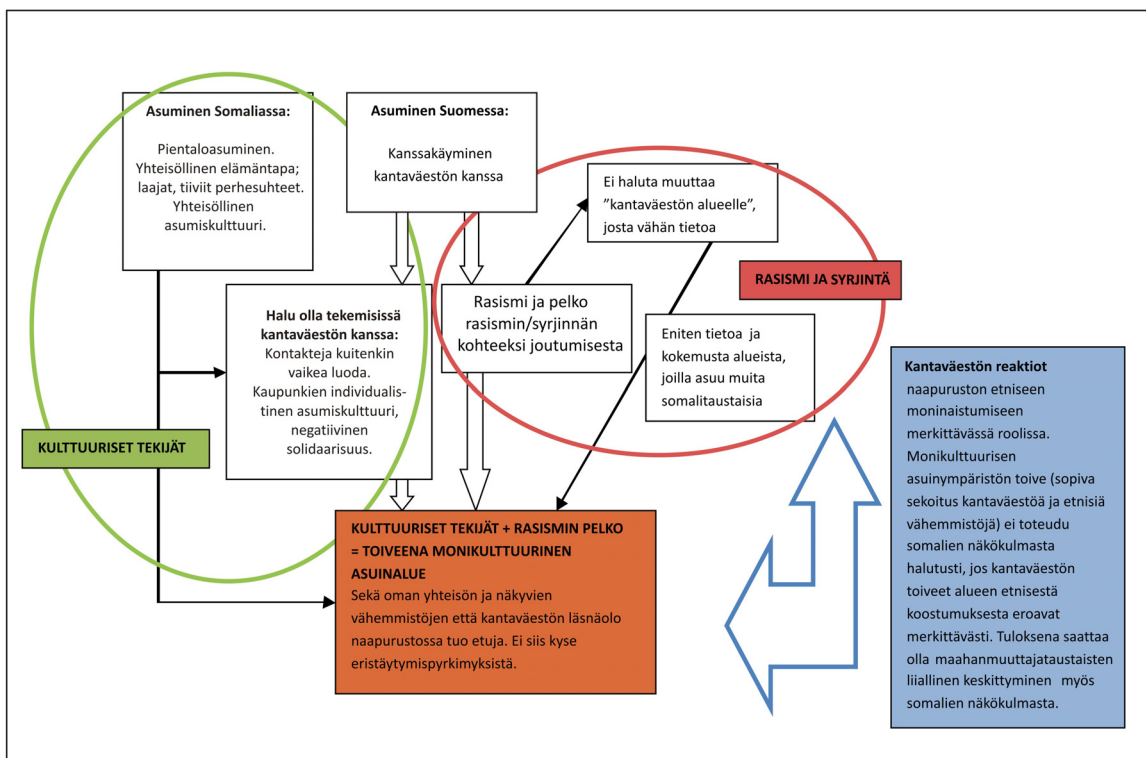 Asuminen Somaliassa:
Pientaloasuminen.
Yhteisöllinen elämäntapa;
laajat, tiiviit perhesuhteet.
Yhteisöllinen
asumiskulttuuri.
Asuminen Suomessa:
Kanssakäyminen
kantaväestön kanssa
Ei haluta muuttaa
”kantaväestön alueelle”,
josta vähän tietoa
RASISMI JA SYRJINTÄ
Halu olla tekemisissä
kantaväestön kanssa:
Kontakteja kuitenkin
vaikea luoda.
Kaupunkien individualis-
tinen asumiskulttuuri,
negatiivinen
solidaarisuus.
Rasismi ja pelko
rasismin/syrjinnän
kohteeksi joutumisesta
Eniten tietoa ja
kokemusta alueista,
joilla asuu muita
somalitaustaisia
KULTTUURISET TEKIJÄT
KULTTUURISET TEKIJÄT + RASISMIN PELKO
= TOIVEENA MONIKULTTUURINEN
ASUINALUE
Sekä oman yhteisön ja näkyvien
vähemmistöjen että kantaväestön läsnäolo
naapurustossa tuo etuja. Ei siis kyse
eristäytymispyrkimyksistä.
Kantaväestön reaktiot
naapuruston etniseen
moninaistumiseen
merkittävässä roolissa.
Monikulttuurisen
asuinympäristön toive (sopiva
sekoitus kantaväestöä ja etnisiä
vähemmistöjä) ei toteudu
somalien näkökulmasta
halutusti, jos kantaväestön
toiveet alueen etnisestä
koostumuksesta eroavat
merkittävästi. Tuloksena saattaa
olla maahanmuuttajataustaisten
liiallinen keskittyminen myös
somalien näkökulmasta.